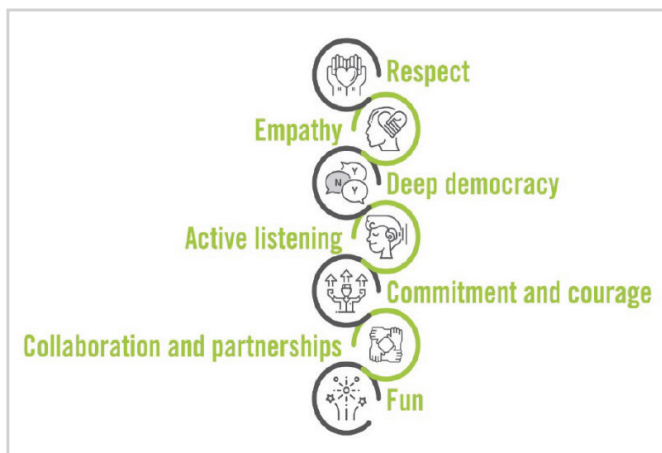 Respect
Empathy
Y
N
Y
Deep democracy
Active listening
Commitment and courage
Collaboration and partnerships
Fun